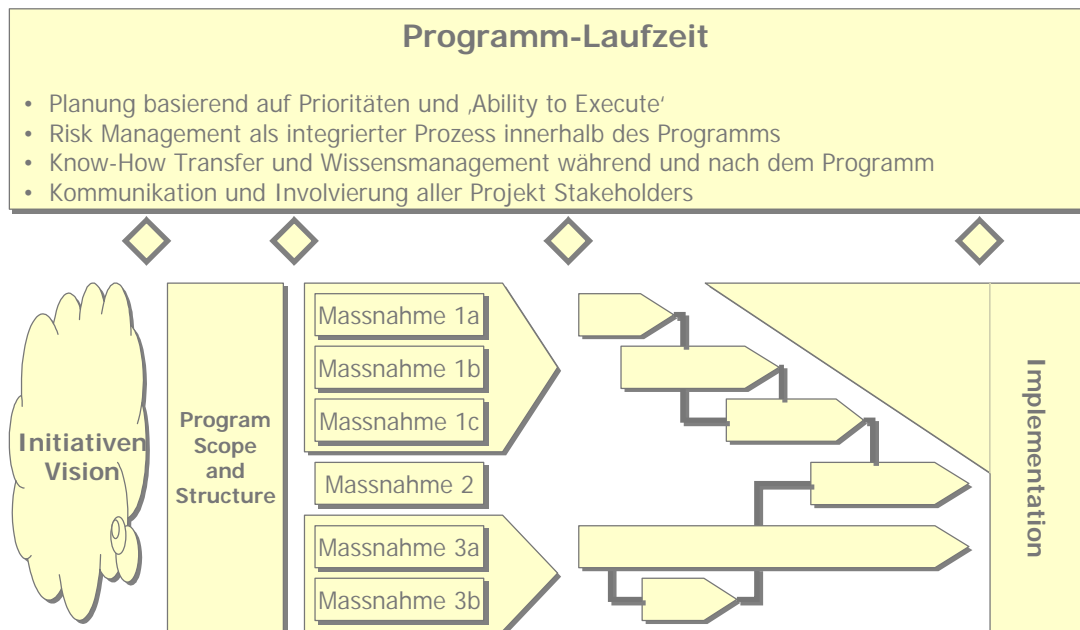 Programm-Laufzeit
• Planung basierend auf Prioritäten und ‚Ability to Execute‘
• Risk Management als integrierter Prozess innerhalb des Programms
• Know-How Transfer und Wissensmanagement während und nach dem Programm
• Kommunikation und Involvierung aller Projekt Stakeholders
Initiativen
Vision
Program
Scope
and
Structure
Massnahme 1a
Massnahme 1b
Massnahme 1c
Massnahme 2
Massnahme 3a
Massnahme 3b
Implementation